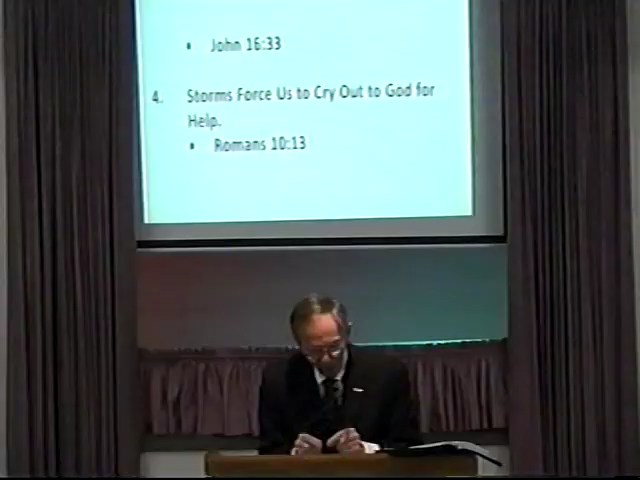 • John 16:33
4. Storms Force Us to Cry Out to God for
Help.
• Romans 10:13